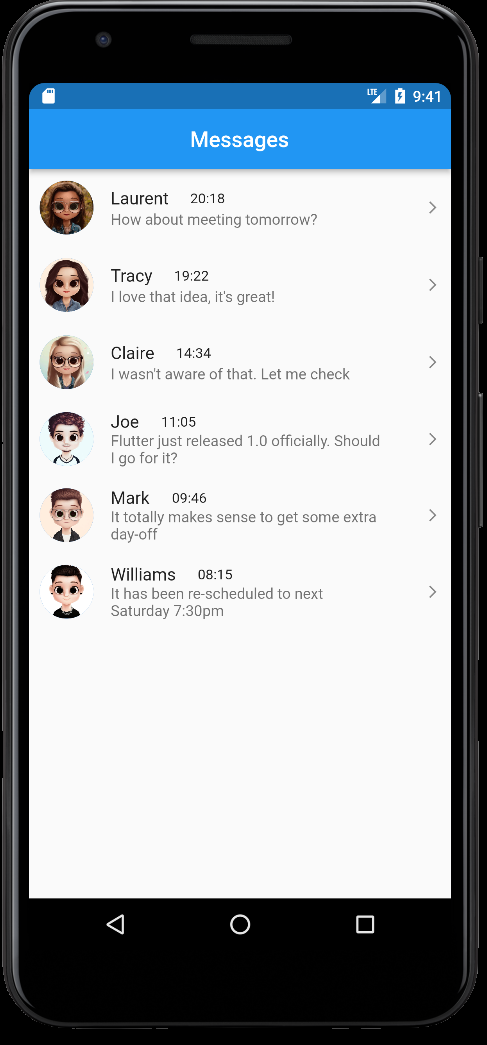 LTE 9:41
Messages
Laurent 20:18
How about meeting tomorrow?
Tracy 19:22
I love that idea, it's great!
Claire 14:34
I wasn't aware of that. Let me check
Joe 11:05
Flutter just released 1.0 officially. Should
I go for it?
Mark 09:46
It totally makes sense to get some extra
day-off
Williams 08:15
It has been re-scheduled to next
Saturday 7:30pm